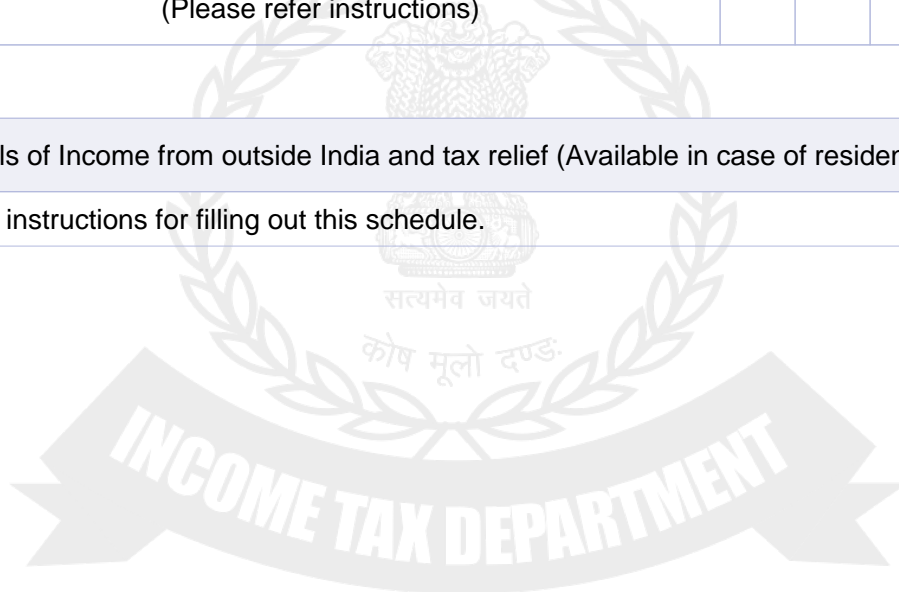 (Please refer instructions)
ls of Income from outside India and tax relief (Available in case of residen
instructions for filling out this schedule.
सत्यमेव जयते
कोष मूलो दण्डः
INCOME TAX DEPARTMENT